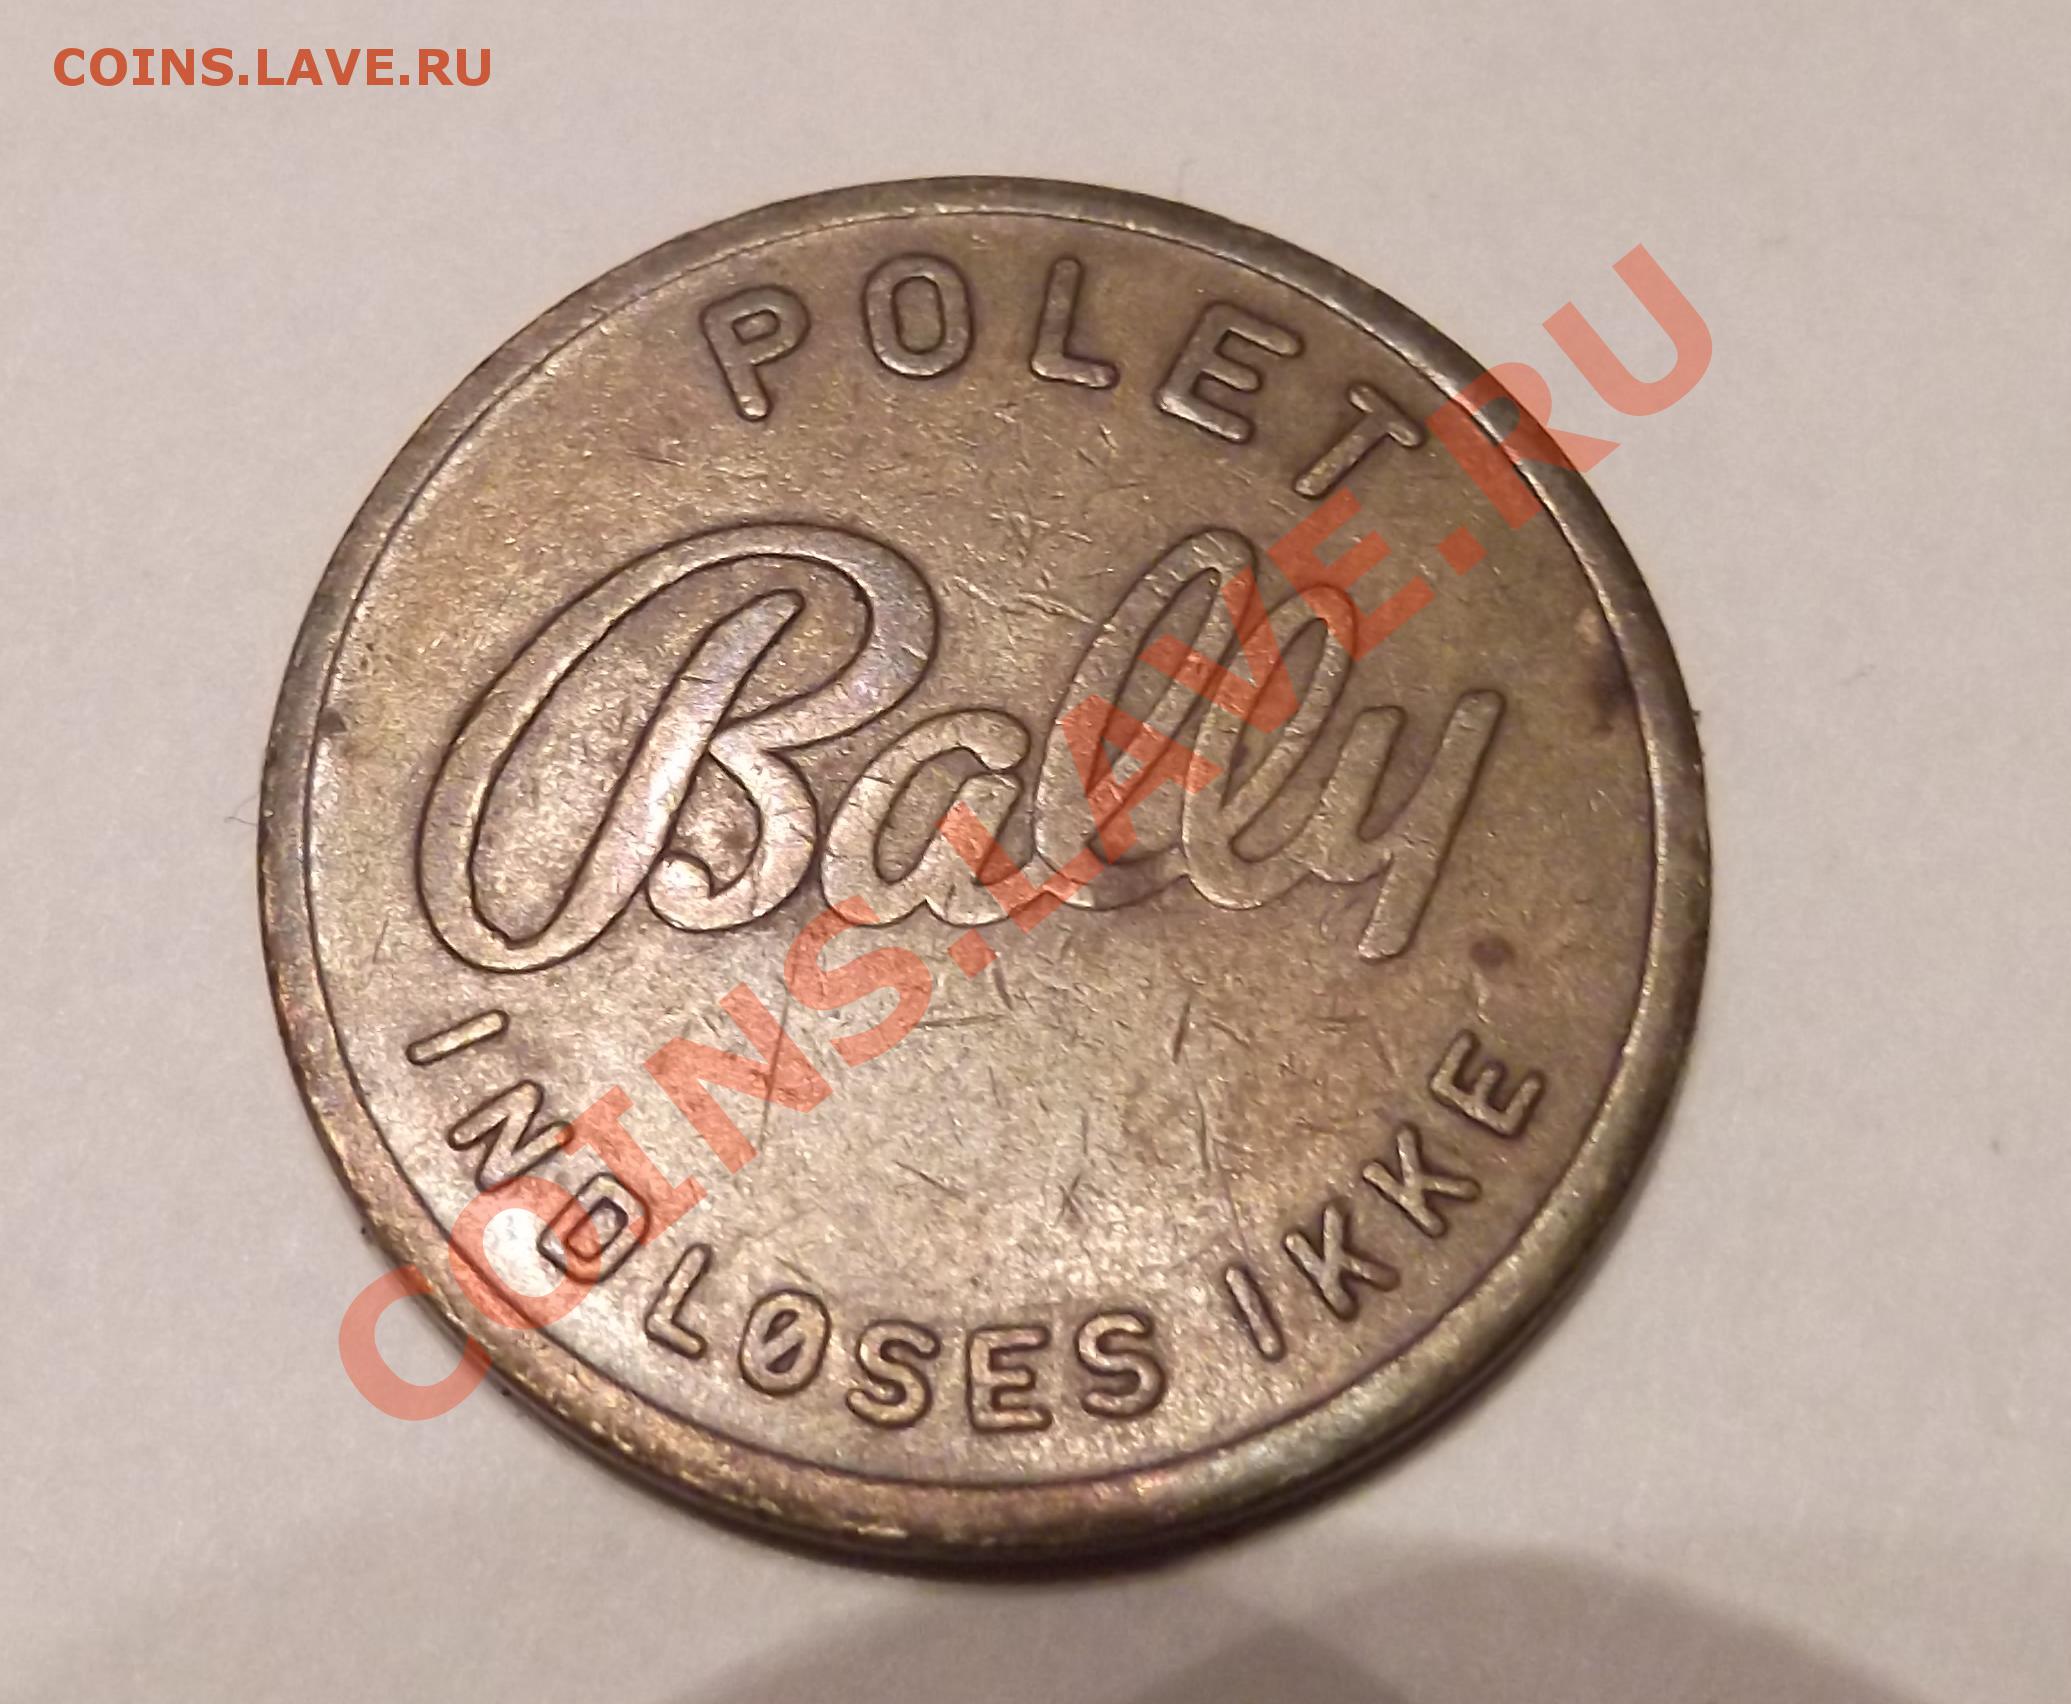 COINS.LAVE.RU
POLET
Bally
INDLØSES IKKE
COINS.LAVE.RU